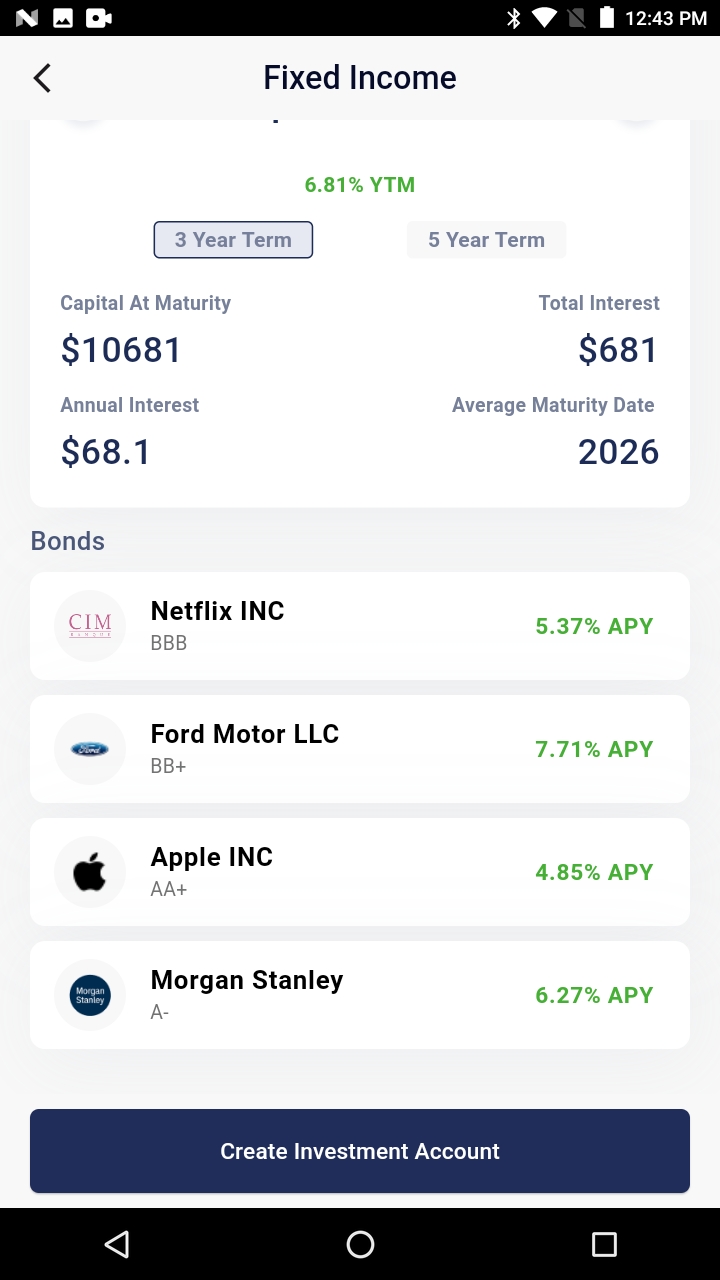 12:43 PM
Fixed Income
6.81% YTM
3 Year Term
5 Year Term
Capital At Maturity
Total Interest
$10681
$681
Annual Interest
Average Maturity Date
$68.1
2026
Bonds
CIM
BANQUE
Netflix INC
BBB
5.37% APY
Ford
Ford Motor LLC
BB+
7.71% APY
Apple INC
AA+
4.85% APY
Morgan
Stanley
Morgan Stanley
A-
6.27% APY
Create Investment Account